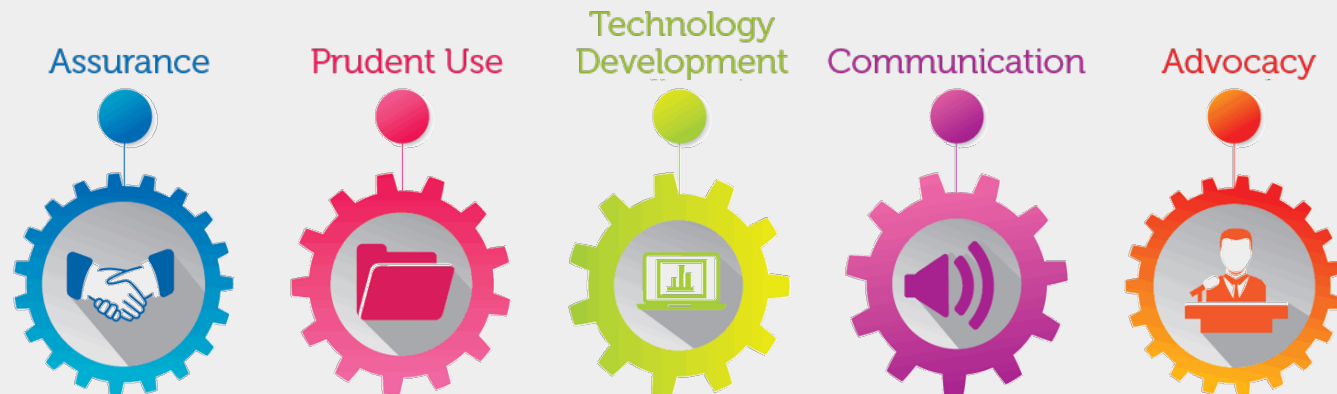 Assurance
Prudent Use
Technology
Development
Communication
Advocacy